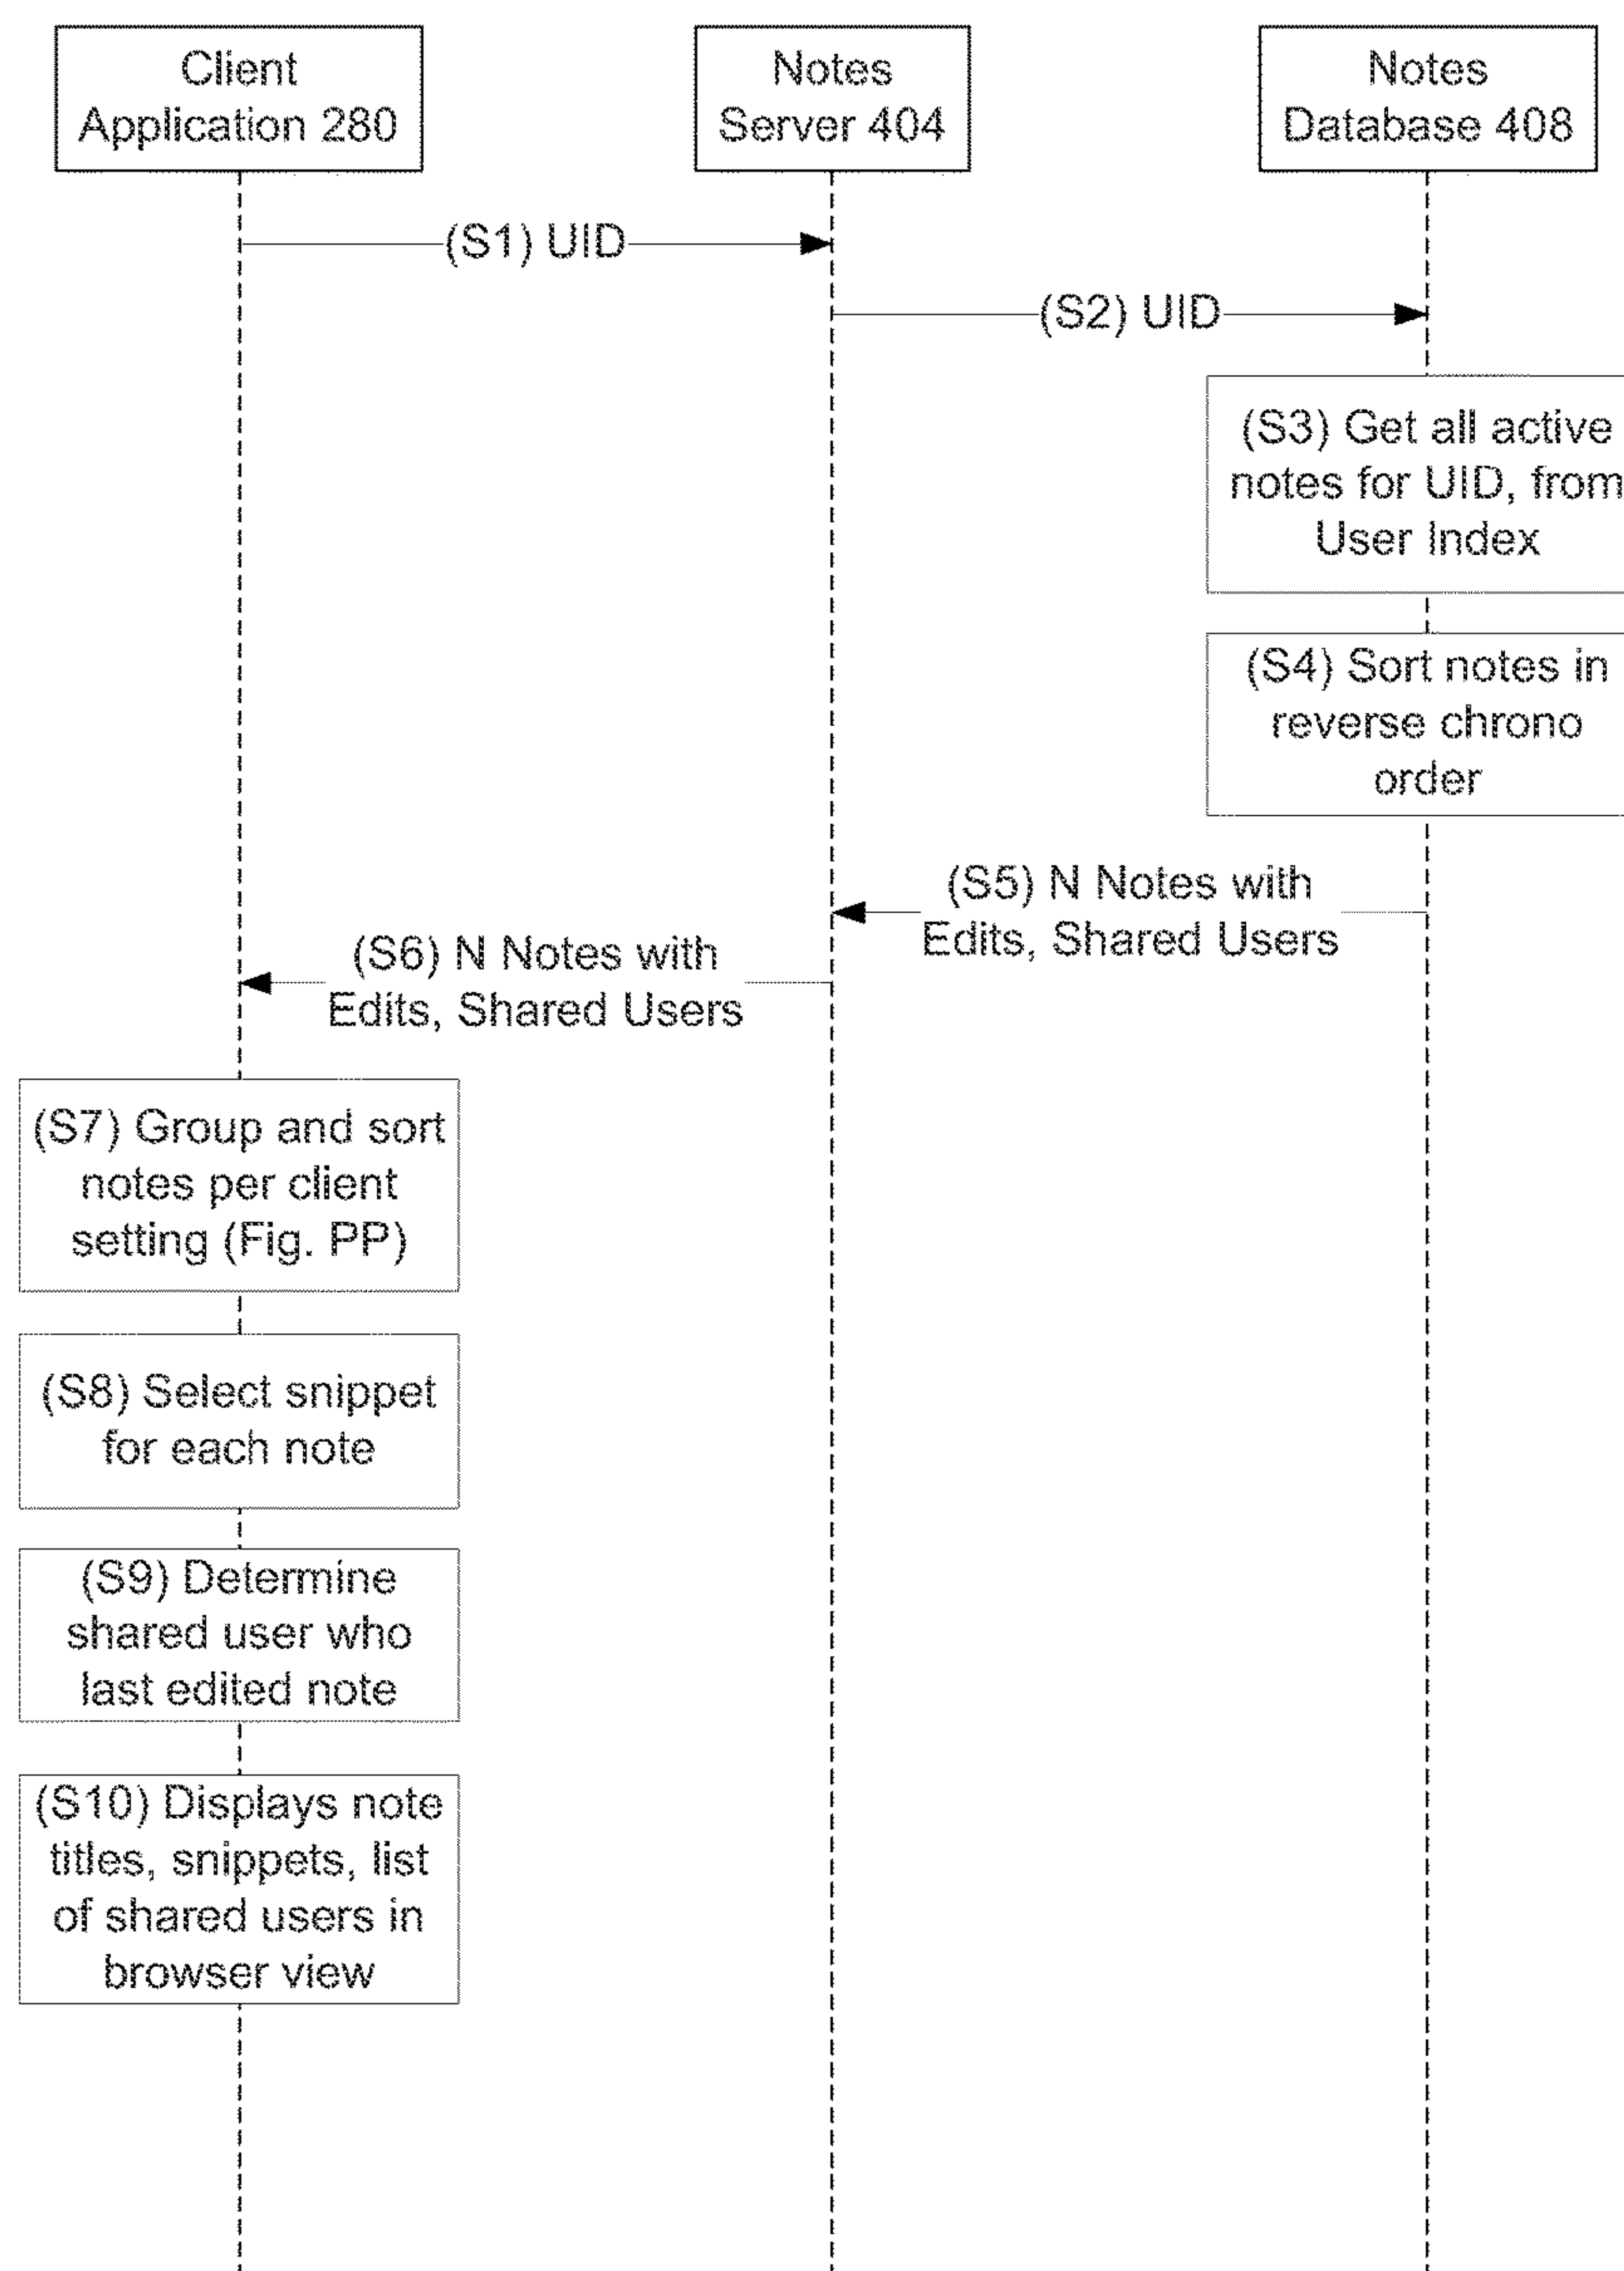 Client
Application 280
Notes
Server 404
Notes
Database 408
(S1) UID
(S2) UID
(S3) Get all active
notes for UID, from
User Index
(S4) Sort notes in
reverse chrono
order
(S5) N Notes with
Edits, Shared Users
(S6) N Notes with
Edits, Shared Users
(S7) Group and sort
notes per client
setting (Fig. PP)
(S8) Select snippet
for each note
(S9) Determine
shared user who
last edited note
(S10) Displays note
titles, snippets, list
of shared users in
browser view